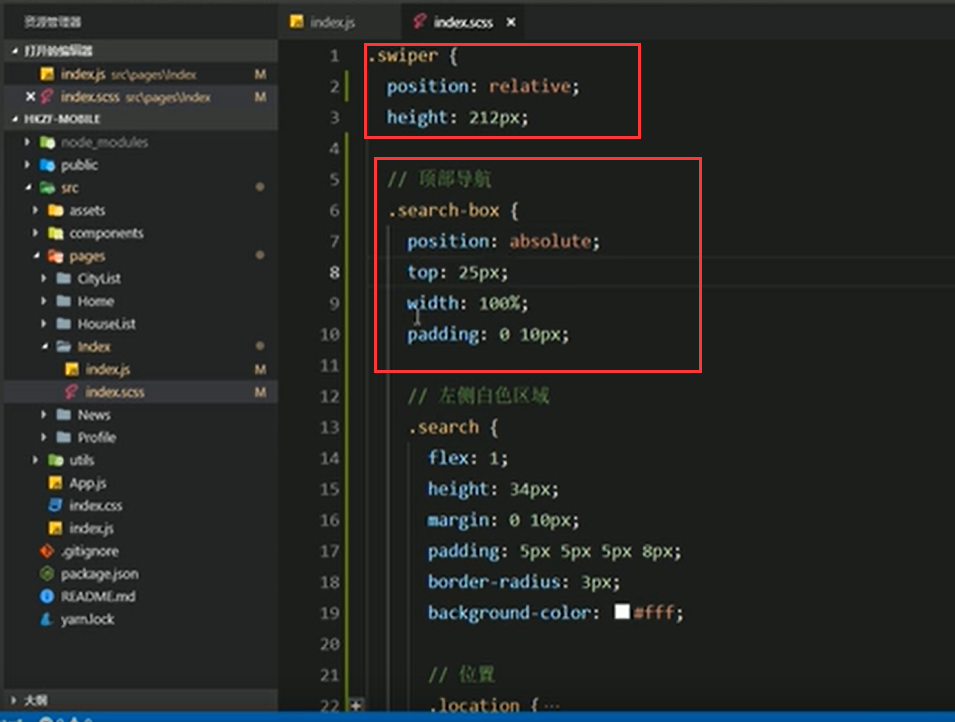 资源管理器
打开的编辑器
index.js src\pages\Index M
index.scss src\pages\Index M
HKZF-MOBILE
node_modules
public
src
assets
components
pages
CityList
Home
HouseList
Index
index.js M
index.scss M
News
Profile
utils
App.js
index.css
index.js
.gitignore
package.json
README.md
yarn.lock
大纲
index.js
index.scss
1 .swiper {
2 position: relative;
3 height: 212px;
4
5 // 顶部导航
6 .search-box {
7 position: absolute;
8 top: 25px;
9 width: 100%;
10 padding: 0 10px;
11
12 // 左侧白色区域
13 .search {
14 flex: 1;
15 height: 34px;
16 margin: 0 10px;
17 padding: 5px 5px 5px 8px;
18 border-radius: 3px;
19 background-color: #fff;
20
21 // 位置
22 .location {⋯